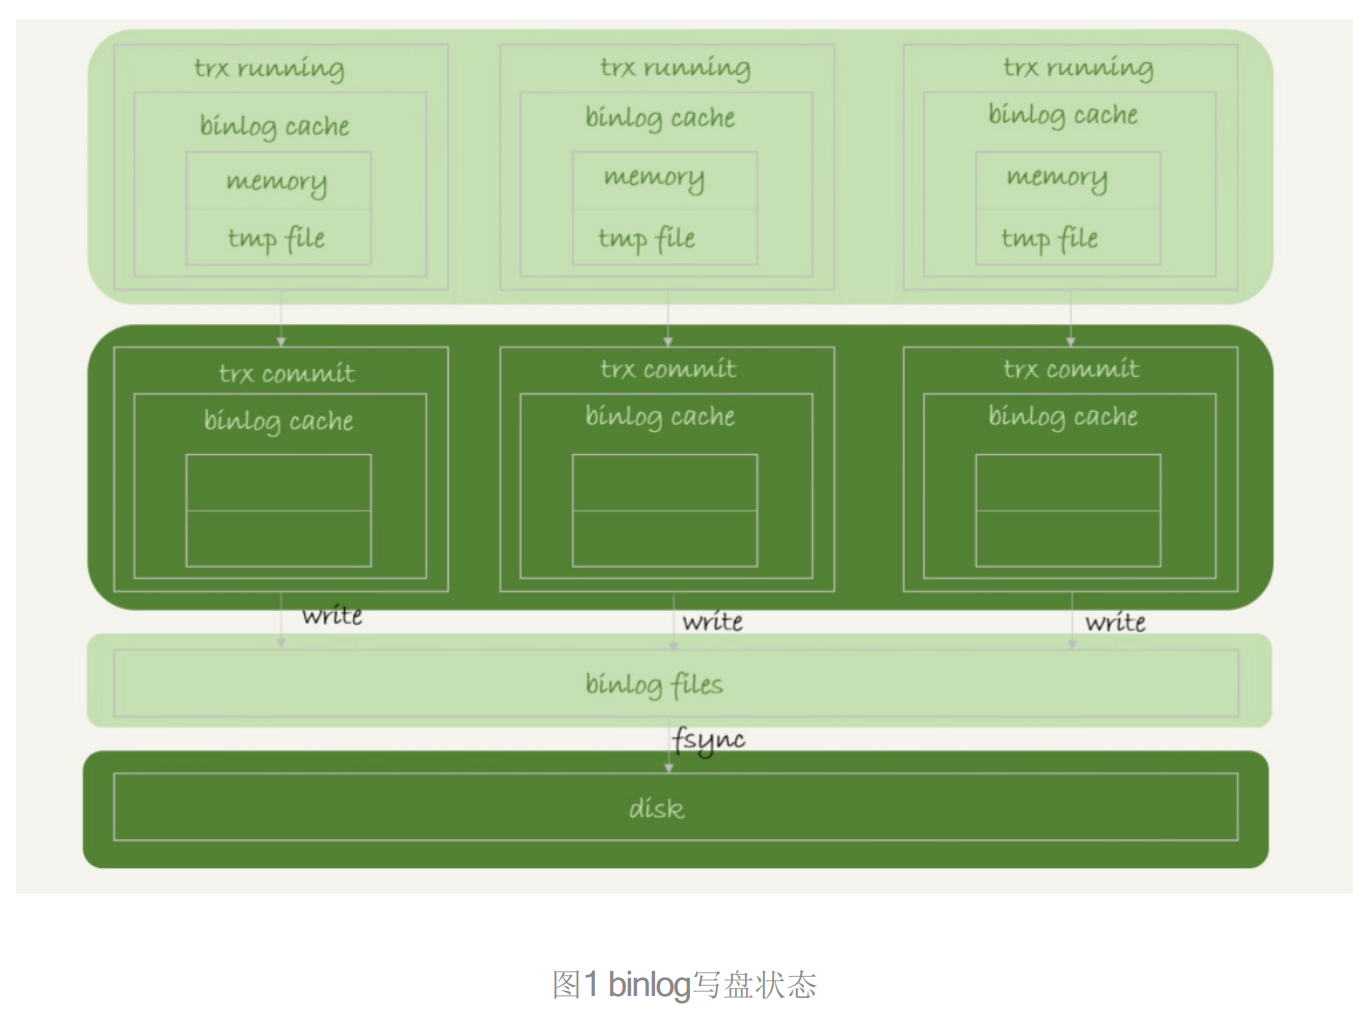 trx running
trx running
trx running
binlog cache
binlog cache
binlog cache
memory
memory
memory
tmp file
tmp file
tmp file
trx commit
trx commit
trx commit
binlog cache
binlog cache
binlog cache
write
write
write
binlog files
fsync
disk
图1 binlog写盘状态